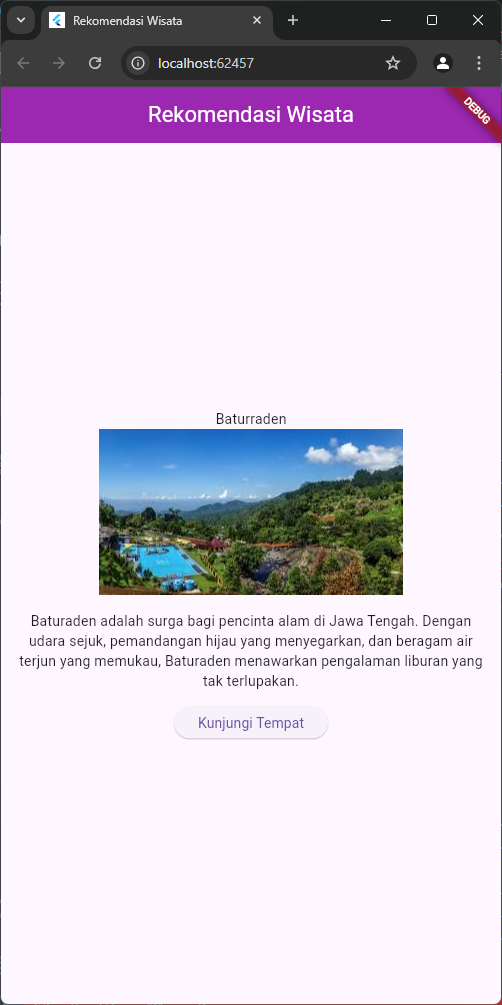 Rekomendasi Wisata
localhost:62457
Rekomendasi Wisata
DEBUG
Baturraden
Baturaden adalah surga bagi pencinta alam di Jawa Tengah. Dengan
udara sejuk, pemandangan hijau yang menyegarkan, dan beragam air
terjun yang memukau, Baturaden menawarkan pengalaman liburan yang
tak terlupakan.
Kunjungi Tempat